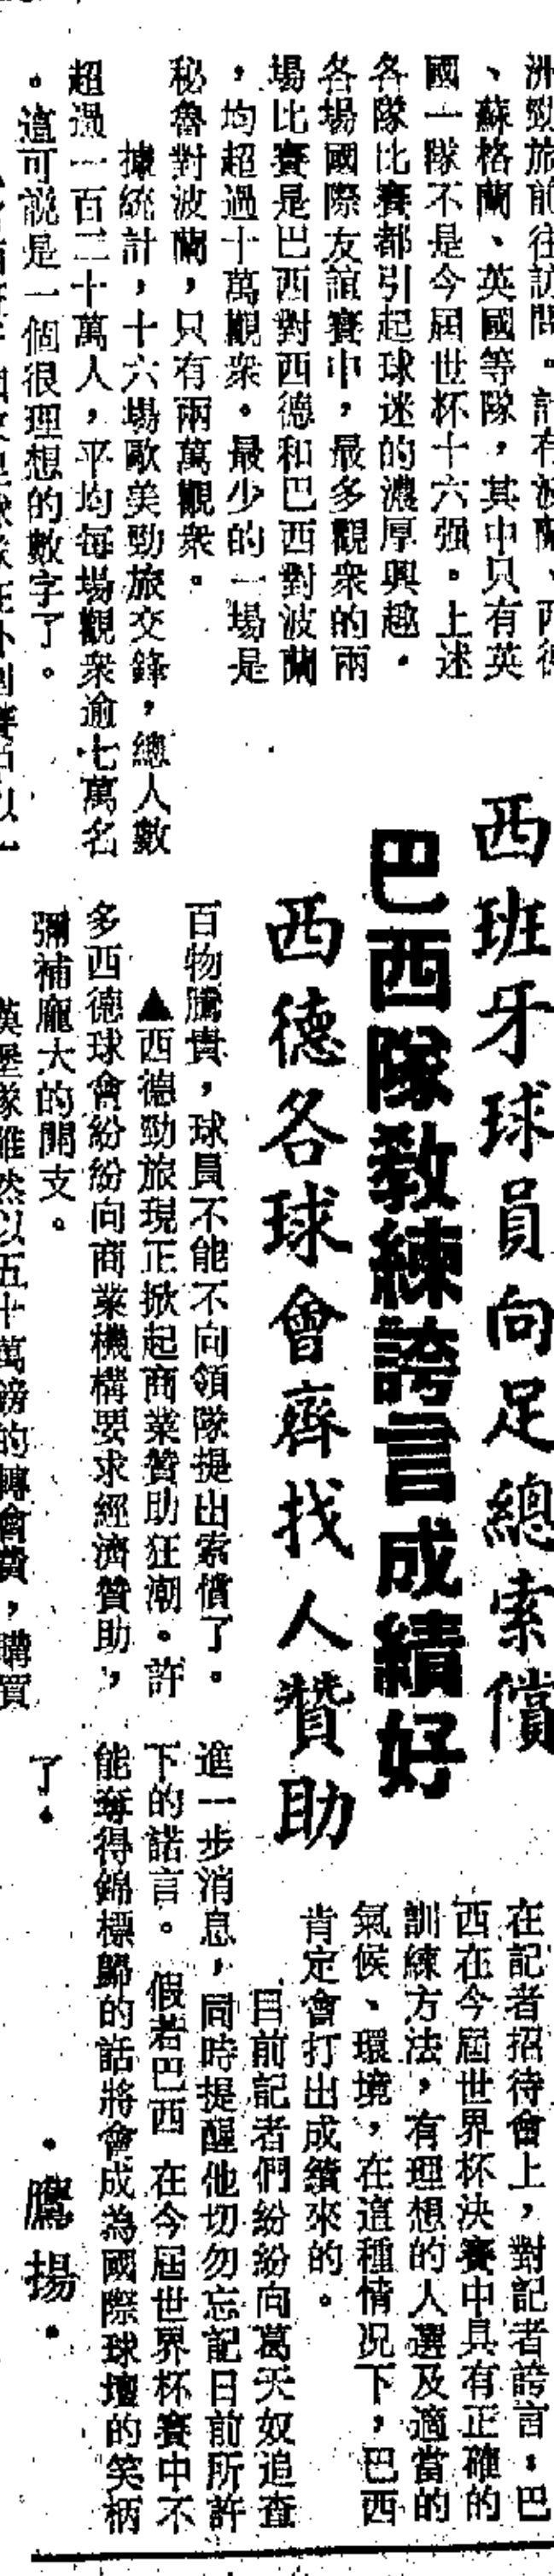 洲勁旅前往訪問。計有波蘭、西德
、蘇格蘭、英國等隊，其中只有英
國一隊不是今屆世杯十六强。上述
各隊比賽都引起球迷的濃厚興趣。
各場國際友誼賽中，最多觀衆的兩
場比賽是巴西對西德和巴西對波蘭
，均超過十萬觀衆。最少的一場是
秘魯對波蘭，只有兩萬觀衆。
據統計，十六場歐美勁旅交鋒，總人數
超過一百二十萬人，平均每場觀衆逾七萬名
。這可説是一個很理想的數字了。
西班牙球員向足總索償
巴西隊教練誇言成績好
西德各球會齊找人贊助
百物騰貴，球員不能不向領隊提出索償了。
▲西德勁旅現正掀起商業贊助狂潮。許
多西德球會紛紛向商業機構要求經濟贊助，
彌補龐大的開支。
漢堡隊雖然以五十萬鎊的轉會費，購買
在記者招待會上，對記者誇言，巴
西在今屆世界杯決賽中具有正確的
訓練方法，有理想的人選及適當的
氣候、環境，在這種情况下，巴西
肯定會打出成績來的。
目前記者們紛紛向葛天奴追查
進一步消息，同時提醒他切勿忘記日前所許
下的諾言。假若巴西在今屆世界杯賽中不
能奪得錦標歸的話將會成為國際球壇的笑柄
了。
・鷹揚・